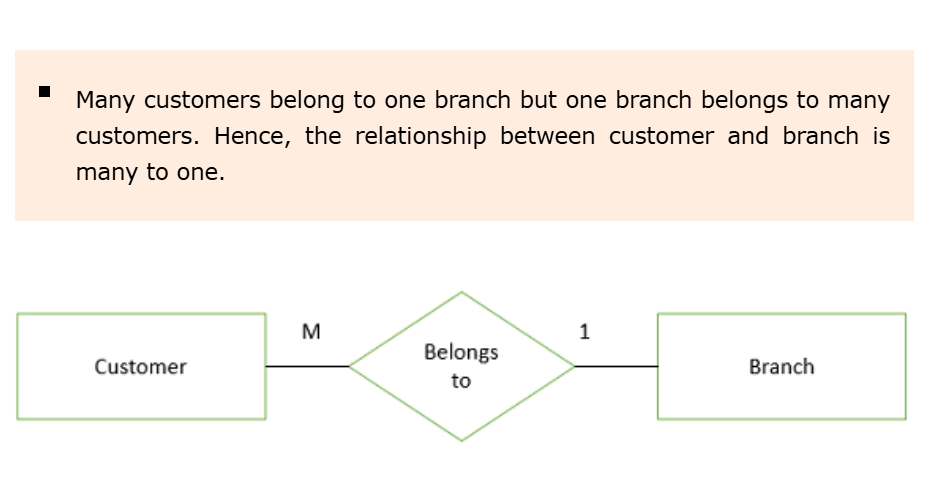 Many customers belong to one branch but one branch belongs to many
customers. Hence, the relationship between customer and branch is
many to one.
M
1
Customer
Belongs
to
Branch